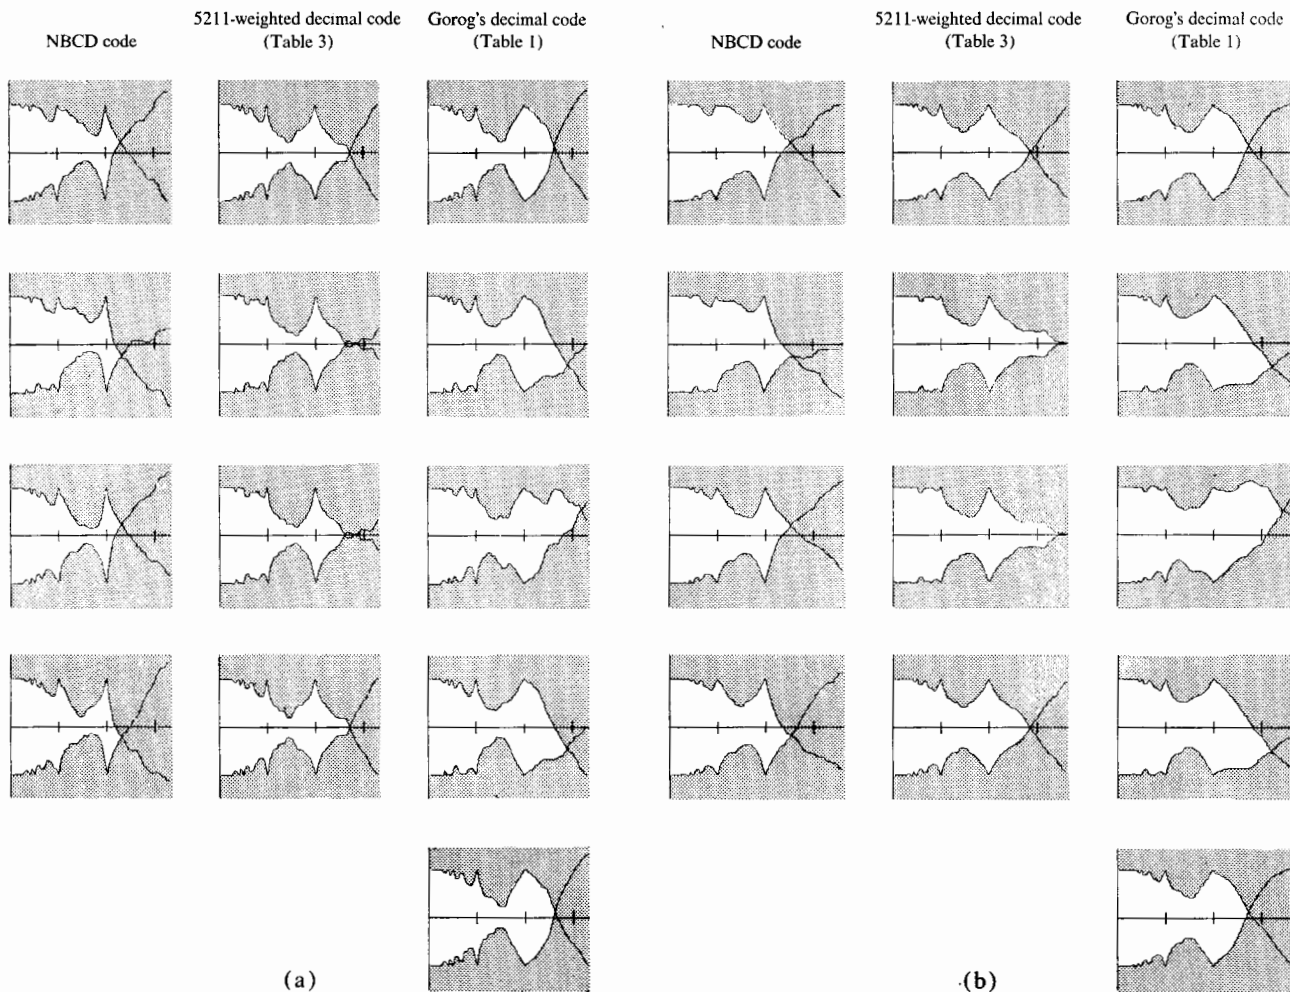 5211-weighted decimal code
(Table 3)
Gorog's decimal code
(Table 1)
NBCD code
5211-weighted decimal code
(Table 3)
Gorog's decimal code
(Table 1)
NBCD code
(a)
(b)